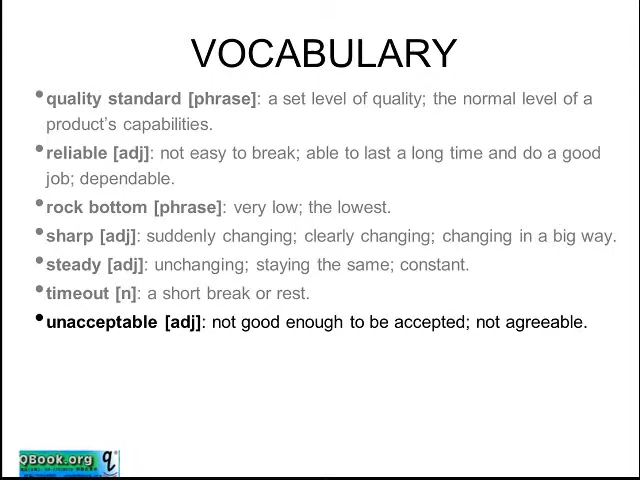 VOCABULARY
•quality standard [phrase]: a set level of quality; the normal level of a
product's capabilities.
•reliable [adj]: not easy to break; able to last a long time and do a good
job; dependable.
•rock bottom [phrase]: very low; the lowest.
•sharp [adj]: suddenly changing; clearly changing; changing in a big way.
•steady [adj]: unchanging; staying the same; constant.
•timeout [n]: a short break or rest.
•unacceptable [adj]: not good enough to be accepted; not agreeable.
QBook.org q